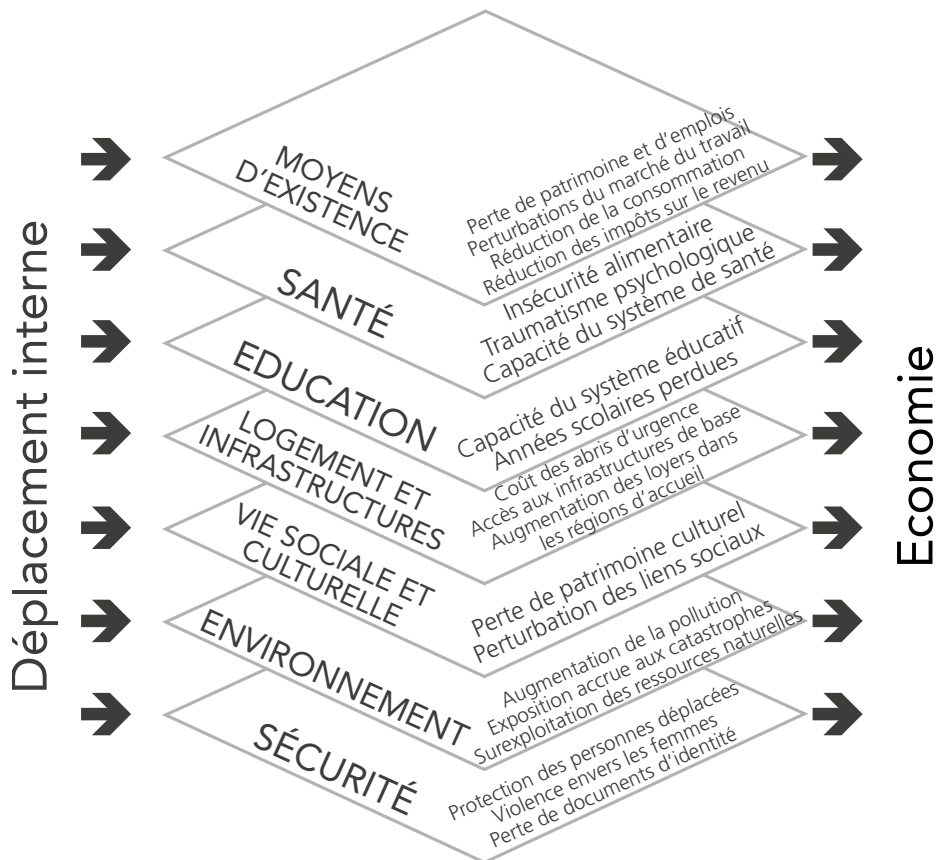 Déplacement interne
MOYENS
D'EXISTENCE
Perte de patrimoine et d'emplois
Perturbations du marché du travail
Réduction de la consommation
Réduction des impôts sur le revenu
SANTÉ
Insécurité alimentaire
Traumatisme psychologique
Capacité du système de santé
EDUCATION
Capacité du système éducatif
Années scolaires perdues
LOGEMENT ET
INFRASTRUCTURES
Coût des abris d'urgence
Accès aux infrastructures de base
Augmentation des loyers dans
les régions d'accueil
VIE SOCIALE ET
CULTURELLE
Perte de patrimoine culturel
Perturbation des liens sociaux
ENVIRONNEMENT
Augmentation de la pollution
Exposition accrue aux catastrophes
Surexploitation des ressources naturelles
SÉCURITÉ
Protection des personnes déplacées
Violence envers les femmes
Perte de documents d'identité
Economie